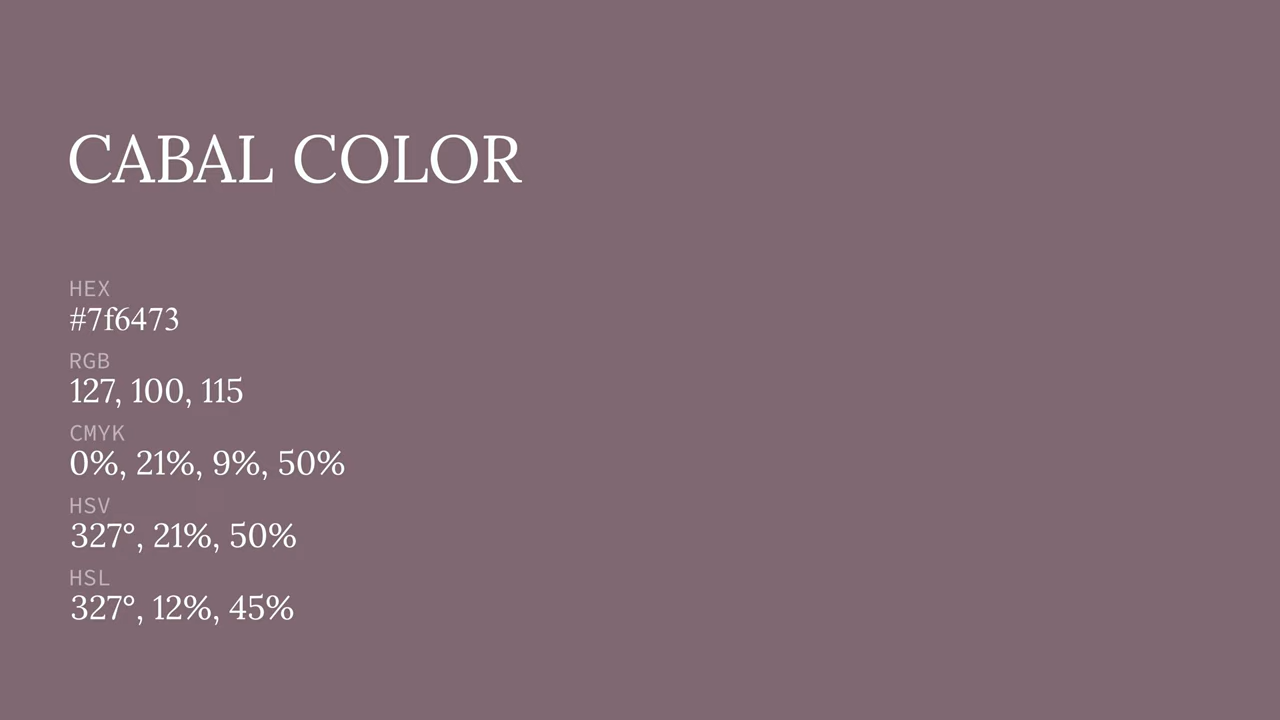 CABAL COLOR
HEX
#7f6473
RGB
127, 100, 115
CMYK
0%, 21%, 9%, 50%
HSV
327°, 21%, 50%
HSL
327°, 12%, 45%